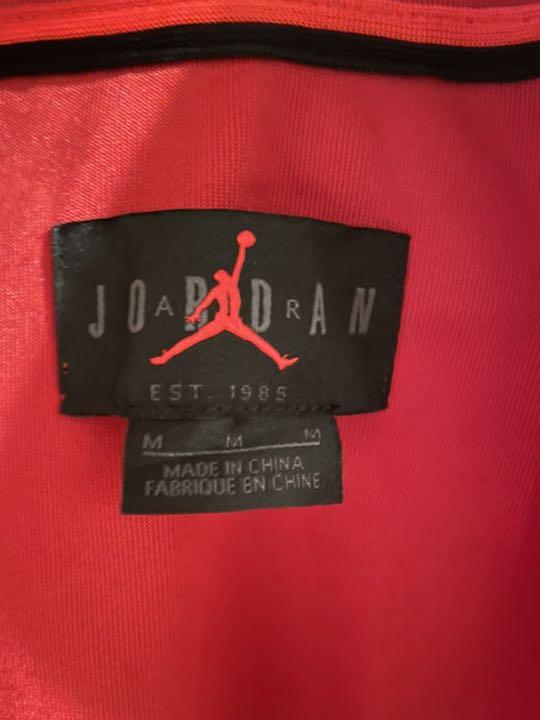 JORDAN
AIR
EST. 1985
M M M
MADE IN CHINA
FABRIQUE EN CHINE